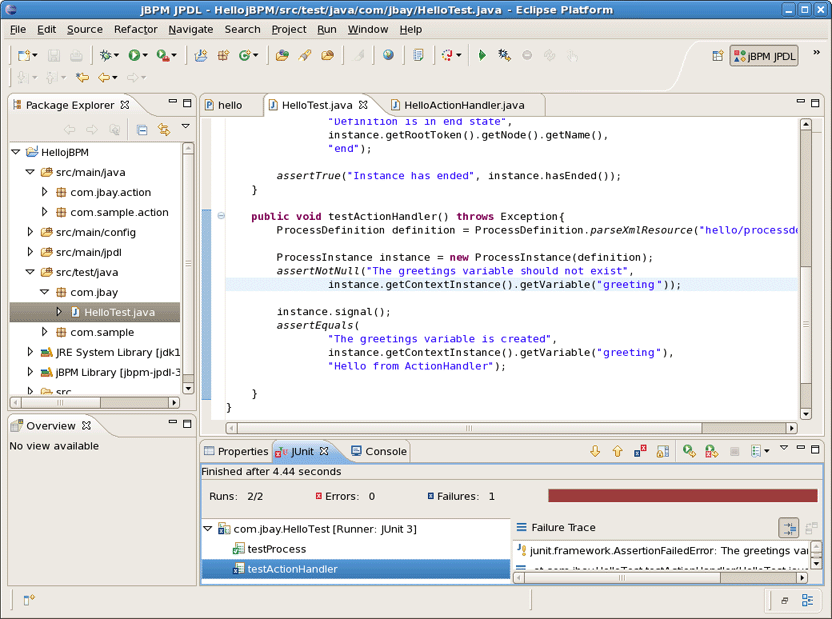 jBPM JPDL - HellojBPM/src/test/java/com/jbay/HelloTest.java - Eclipse Platform
File Edit Source Refactor Navigate Search Project Run Window Help
jBPM JPDL »
Package Explorer
HellojBPM
src/main/java
com.jbay.action
com.sample.action
src/main/config
src/main/jpdl
src/test/java
com.jbay
HelloTest.java
com.sample
JRE System Library [jdk1
jBPM Library [jbpm-jpdl-3
src
Overview
No view available
hello HelloTest.java HelloActionHandler.java
"Definition is in end state",
instance.getRootToken().getNode().getName(),
"end");
assertTrue("Instance has ended", instance.hasEnded());
}
public void testActionHandler() throws Exception{
ProcessDefinition definition = ProcessDefinition.parseXmlResource("hello/processd
ProcessInstance instance = new ProcessInstance(definition);
assertNotNull("The greetings variable should not exist",
instance.getContextInstance().getVariable("greeting"));
instance.signal();
assertEquals(
"The greetings variable is created",
instance.getContextInstance().getVariable("greeting"),
"Hello from ActionHandler");
}
}
Properties JUnit Console
Finished after 4.44 seconds
Runs: 2/2 Errors: 0 Failures: 1
com.jbay.HelloTest [Runner: JUnit 3]
testProcess
testActionHandler
Failure Trace
junit.framework.AssertionFailedError: The greetings var